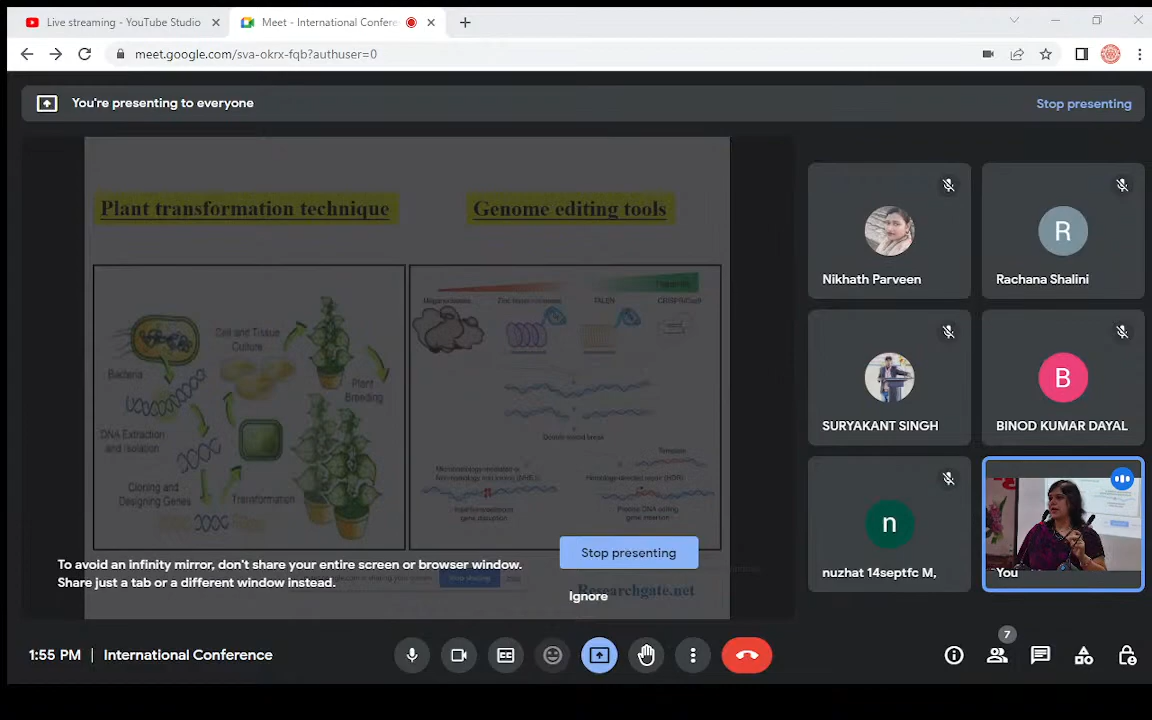 Live streaming - YouTube Studio
Meet - International Confere
meet.google.com/sva-okrx-fqb?authuser=0
You're presenting to everyone
Stop presenting
Plant transformation technique
Genome editing tools
Bacteria
Cell and Tissue
Culture
Plant
Breeding
DNA Extraction
and Isolation
Cloning and
Designing Genes
Transformation
TALEN
CRISPR/Cas9
Double strand break
To avoid an infinity mirror, don't share your entire screen or browser window.
Share just a tab or a different window instead.
Stop presenting
Ignore
Researchgate.net
Nikhath Parveen
R
Rachana Shalini
SURYAKANT SINGH
B
BINOD KUMAR DAYAL
n
nuzhat 14septfc M,
You
1:55 PM | International Conference
7